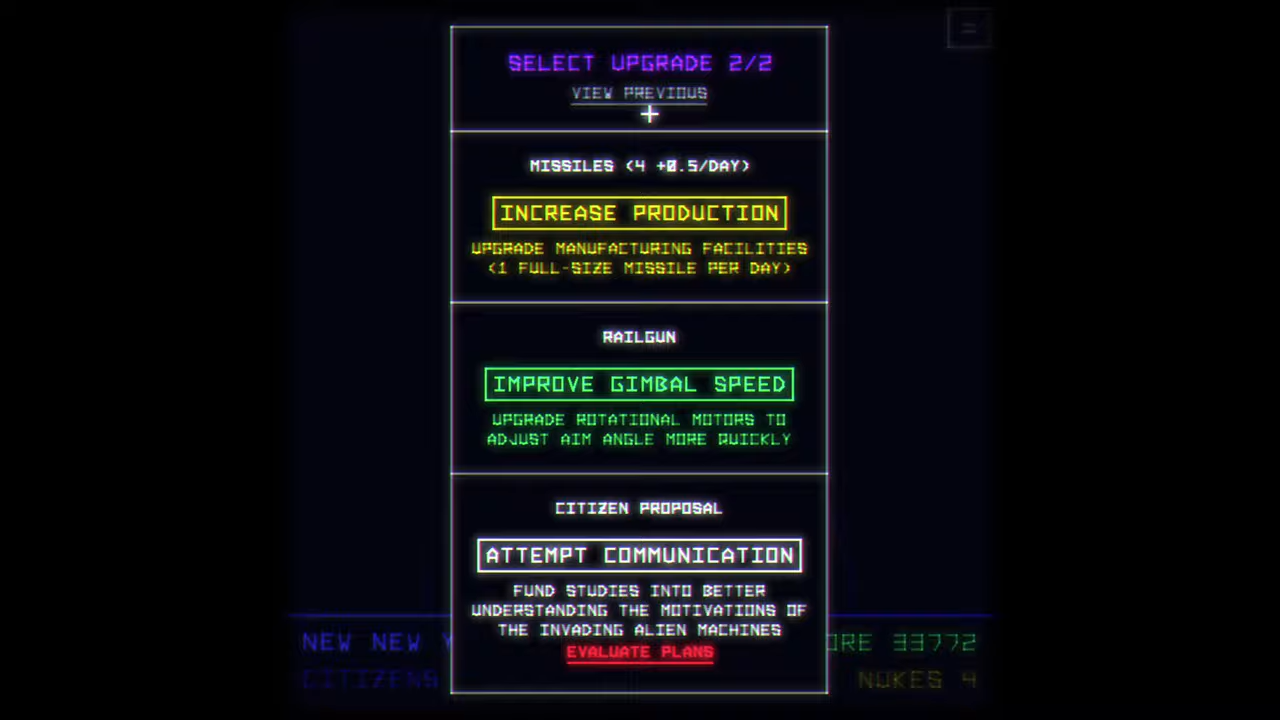 SELECT UPGRADE 2/2
VIEW PREVIOUS
MISSILES (4 +0.5/DAY)
INCREASE PRODUCTION
UPGRADE MANUFACTURING FACILITIES
(1 FULL-SIZE MISSILE PER DAY)
RAILGUN
IMPROVE GIMBAL SPEED
UPGRADE ROTATIONAL MOTORS TO
ADJUST AIM ANGLE MORE QUICKLY
CITIZEN PROPOSAL
ATTEMPT COMMUNICATION
FUND STUDIES INTO BETTER
UNDERSTANDING THE MOTIVATIONS OF
THE INVADING ALIEN MACHINES
EVALUATE PLANS
NEW NEW
33772
CITIZENS
NUKES 4